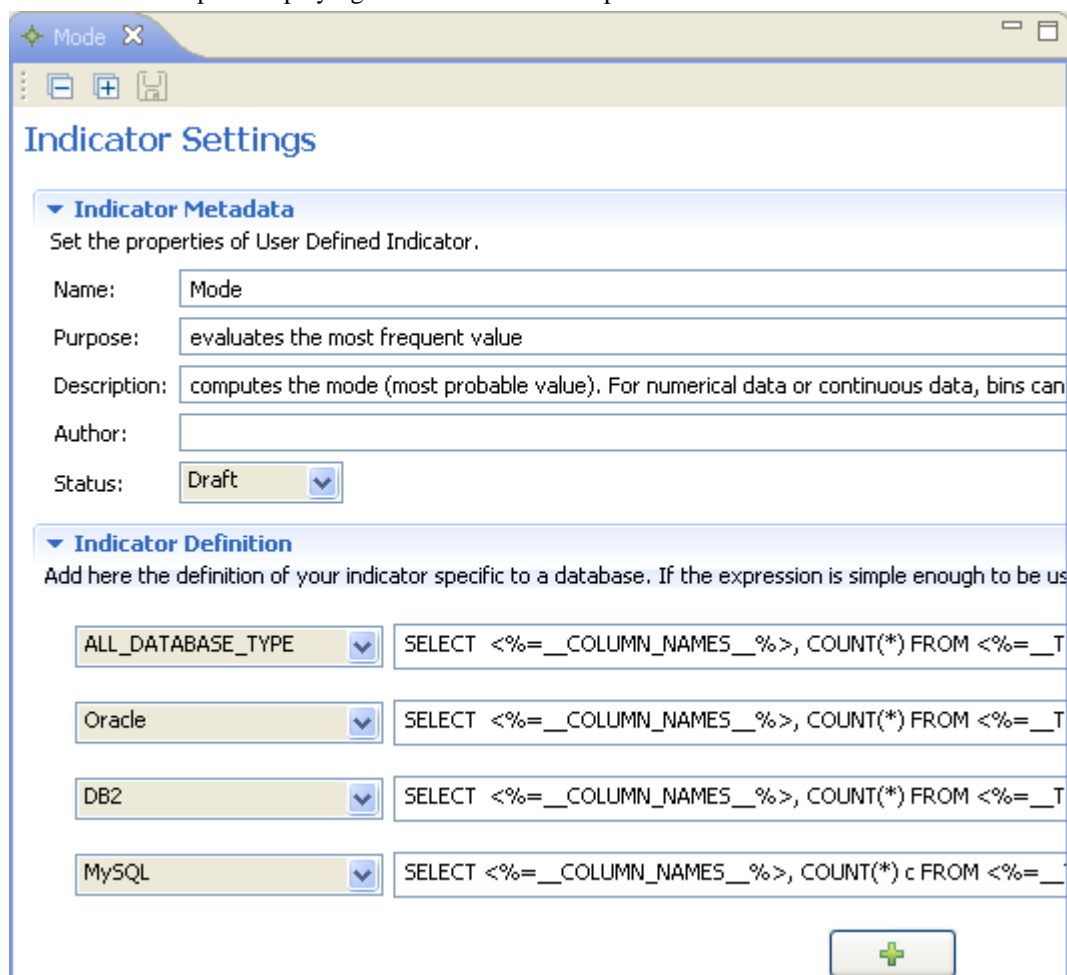 Mode
Indicator Settings
Indicator Metadata
Set the properties of User Defined Indicator.
Name: Mode
Purpose: evaluates the most frequent value
Description: computes the mode (most probable value). For numerical data or continuous data, bins can
Author:
Status: Draft
Indicator Definition
Add here the definition of your indicator specific to a database. If the expression is simple enough to be us
ALL_DATABASE_TYPE SELECT <%=__COLUMN_NAMES__%>, COUNT(*) FROM <%=__T
Oracle SELECT <%=__COLUMN_NAMES__%>, COUNT(*) FROM <%=__T
DB2 SELECT <%=__COLUMN_NAMES__%>, COUNT(*) FROM <%=__T
MySQL SELECT <%=__COLUMN_NAMES__%>, COUNT(*) c FROM <%=__